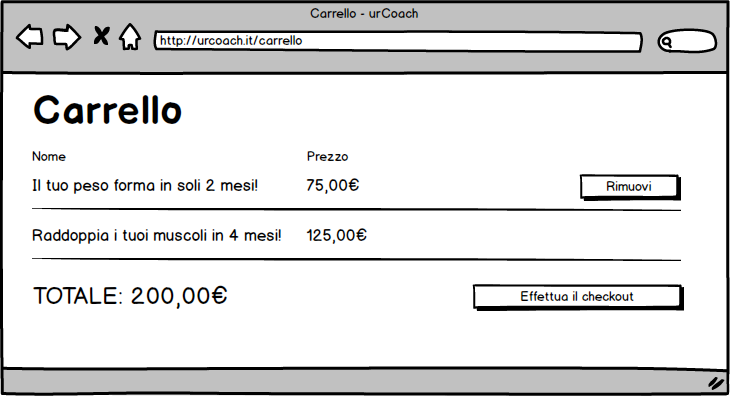 Carrello - urCoach
http://urcoach.it/carrello
Carrello
Nome Prezzo
Il tuo peso forma in soli 2 mesi! 75,00€ Rimuovi
Raddoppia i tuoi muscoli in 4 mesi! 125,00€
TOTALE: 200,00€ Effettua il checkout